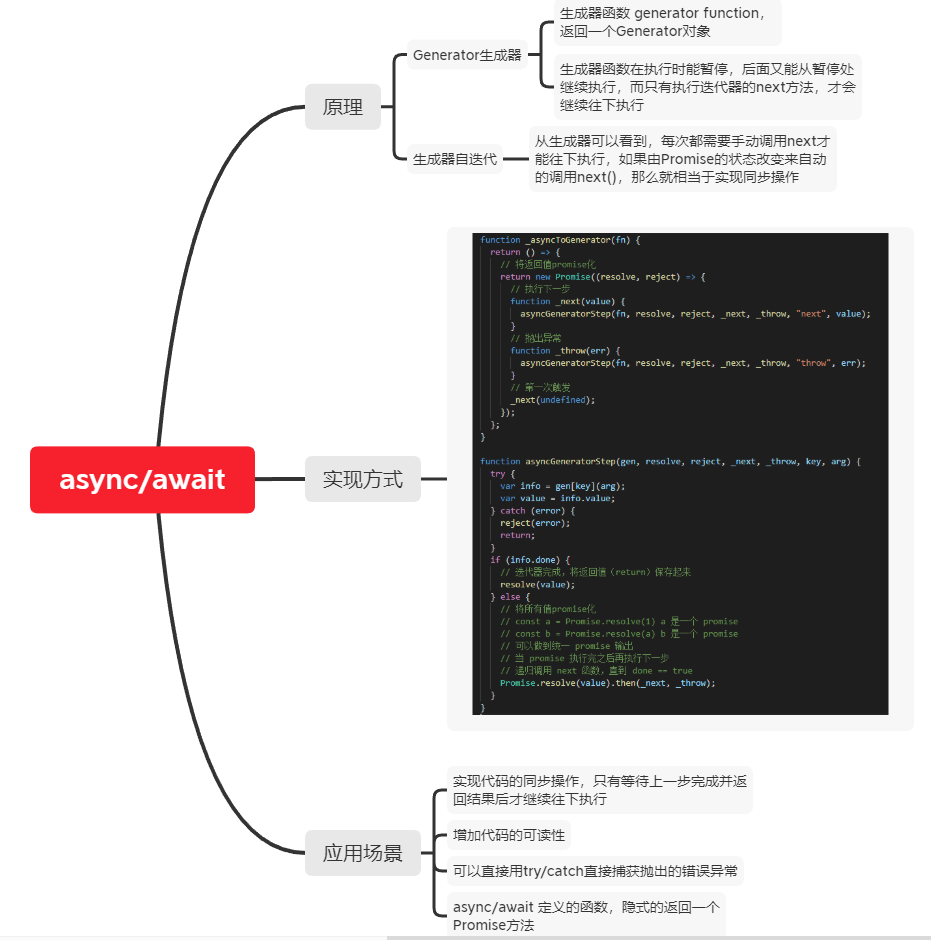 async/await
原理
Generator生成器
生成器函数 generator function，
返回一个Generator对象
生成器函数在执行时能暂停，后面又能从暂停处
继续执行，而只有执行迭代器的next方法，才会
继续往下执行
生成器自迭代
从生成器可以看到，每次都需要手动调用next才
能往下执行，如果由Promise的状态改变来自动
的调用next()，那么就相当于实现同步操作
实现方式
function _asyncToGenerator(fn) {
return () => {
// 将返回值promise化
return new Promise((resolve, reject) => {
// 执行下一步
function _next(value) {
asyncGeneratorStep(fn, resolve, reject, _next, _throw, "next", value);
}
// 抛出异常
function _throw(err) {
asyncGeneratorStep(fn, resolve, reject, _next, _throw, "throw", err);
}
// 第一次触发
_next(undefined);
});
};
}
function asyncGeneratorStep(gen, resolve, reject, _next, _throw, key, arg) {
try {
var info = gen[key](arg);
var value = info.value;
} catch (error) {
reject(error);
return;
}
if (info.done) {
// 迭代器完成，将返回值（return）保存起来
resolve(value);
} else {
// 将所有值promise化
// const a = Promise.resolve(1) a 是一个 promise
// const b = Promise.resolve(a) b 是一个 promise
// 可以做到统一 promise 输出
// 当 promise 执行完之后再执行下一步
// 递归调用 next 函数，直到 done == true
Promise.resolve(value).then(_next, _throw);
}
}
应用场景
实现代码的同步操作，只有等待上一步完成并返
回结果后才继续往下执行
增加代码的可读性
可以直接用try/catch直接捕获抛出的错误异常
async/await 定义的函数，隐式的返回一个
Promise方法